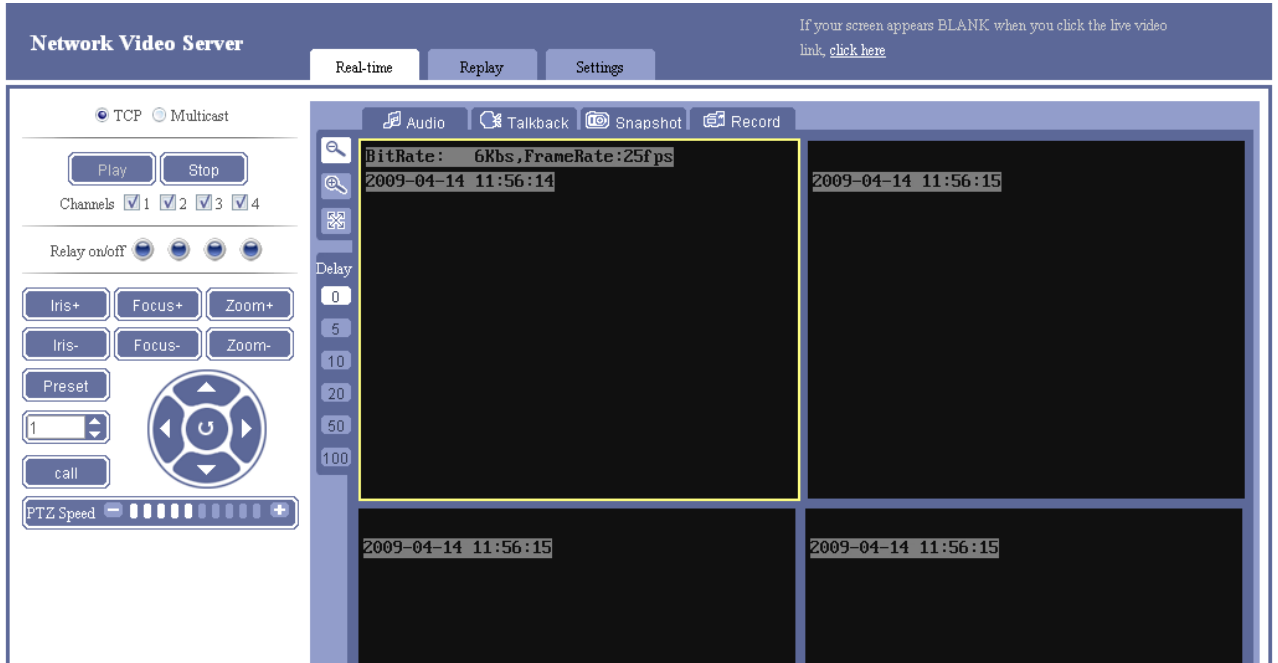 Network Video Server
Real-time
Replay
Settings
If your screen appears BLANK when you click the live video
link, click here
TCP Multicast
Play Stop
Channels 1 2 3 4
Relay on/off
Iris+ Focus+ Zoom+
Iris- Focus- Zoom-
Preset
1
call
PTZ Speed
Audio Talkback Snapshot Record
Delay
0
5
10
20
50
100
BitRate: 6Kbs,FrameRate:25fps
2009-04-14 11:56:14
2009-04-14 11:56:15
2009-04-14 11:56:15
2009-04-14 11:56:15